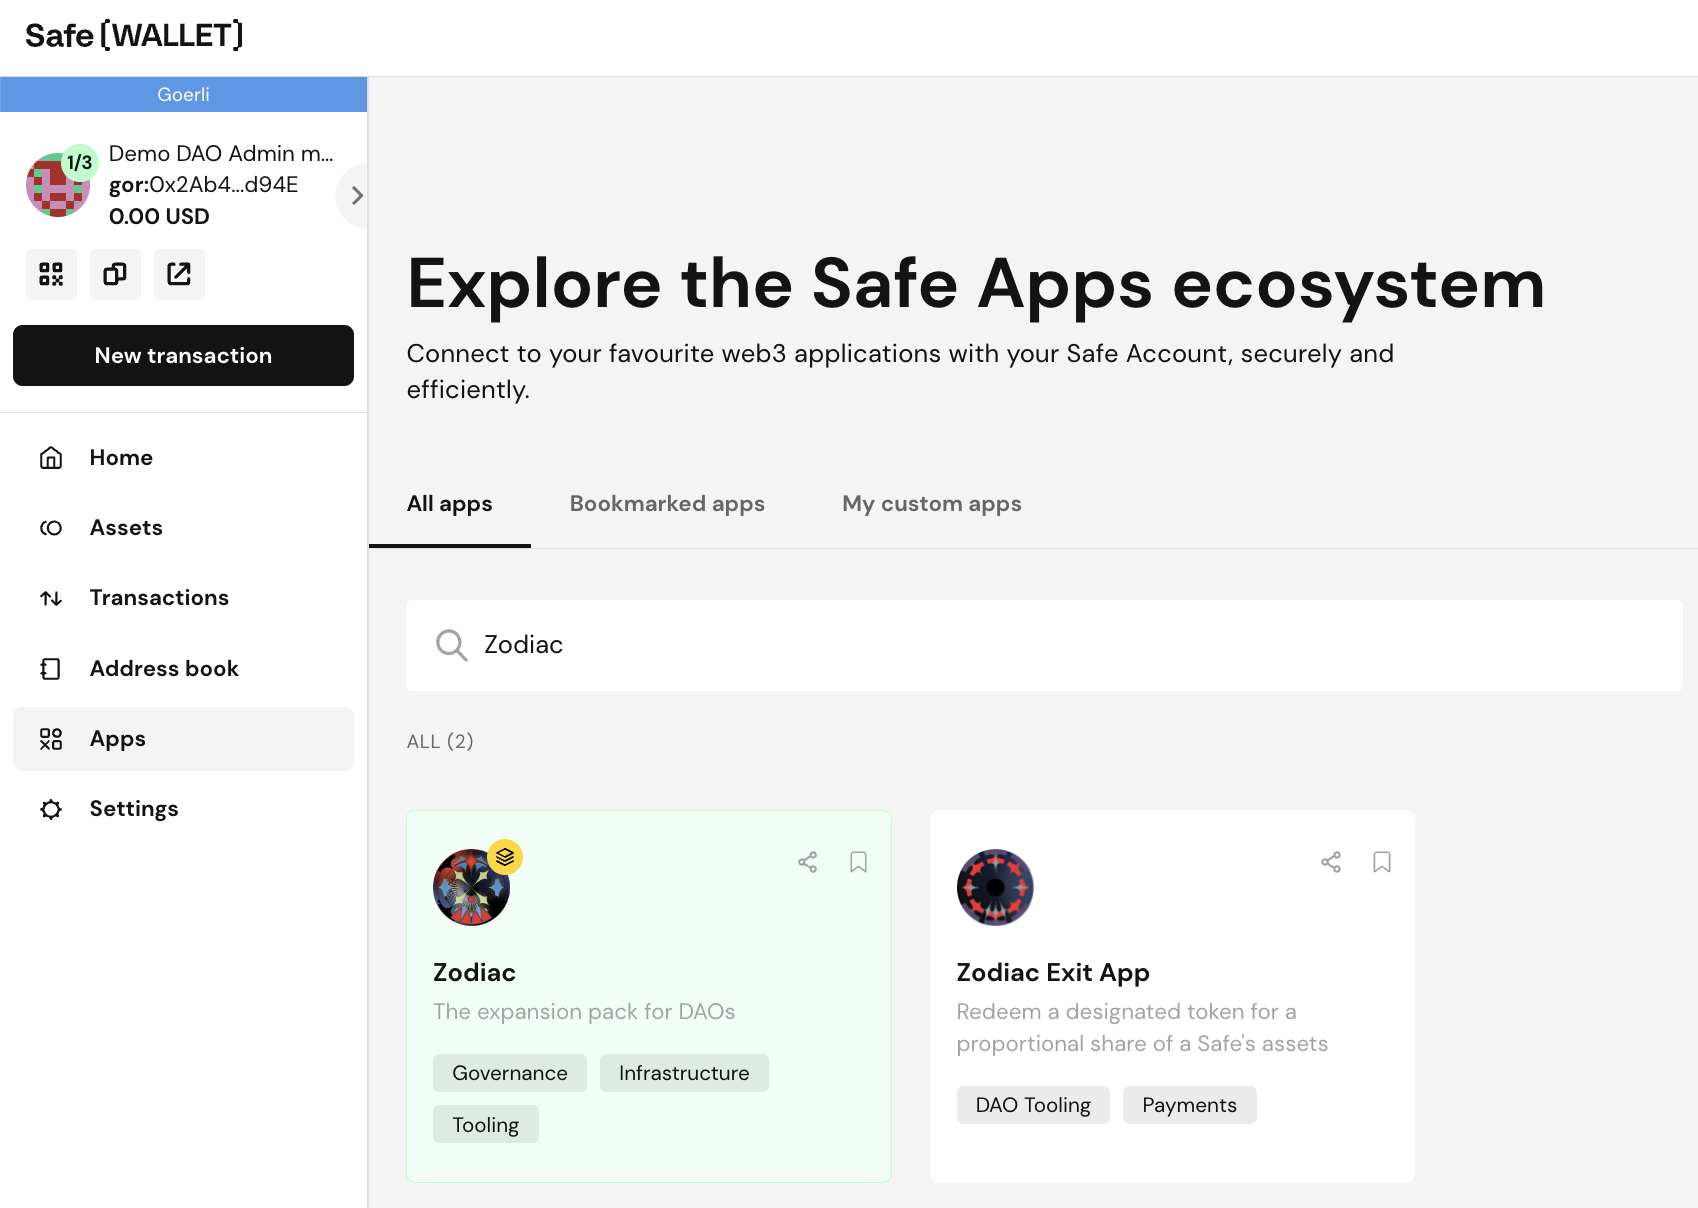 Safe[WALLET]
Goerli
1/3
Demo DAO Admin m...
gor:0x2Ab4...d94E
0.00 USD
New transaction
Home
Assets
Transactions
Address book
Apps
Settings
Explore the Safe Apps ecosystem
Connect to your favourite web3 applications with your Safe Account, securely and
efficiently.
All apps
Bookmarked apps
My custom apps
Zodiac
ALL (2)
Zodiac
The expansion pack for DAOs
Governance
Infrastructure
Tooling
Zodiac Exit App
Redeem a designated token for a
proportional share of a Safe's assets
DAO Tooling
Payments